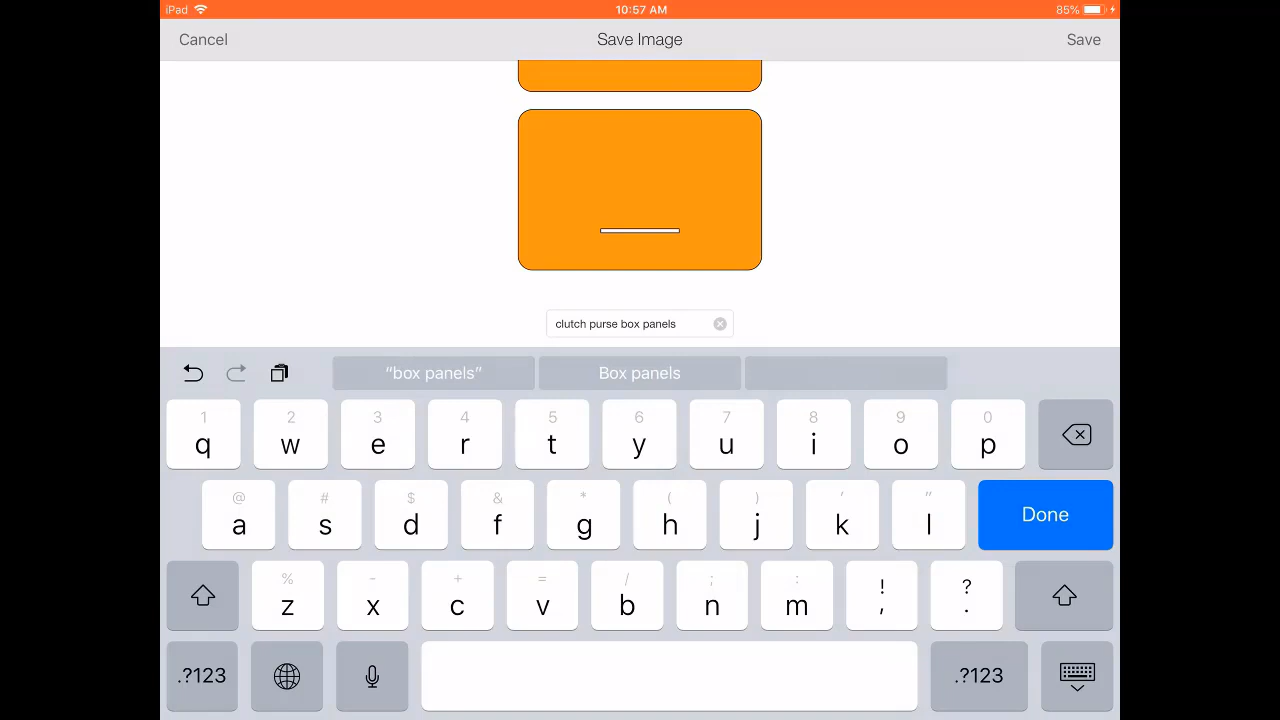 iPad 10:57 AM 85%
Cancel Save Image Save
clutch purse box panels
“box panels” Box panels
1 2 3 4 5 6 7 8 9 0
q w e r t y u i o p
@ # $ & * ( ) ' "
a s d f g h j k l Done
% - + = / ; : ! ?
z x c v b n m , .
.?123 .?123